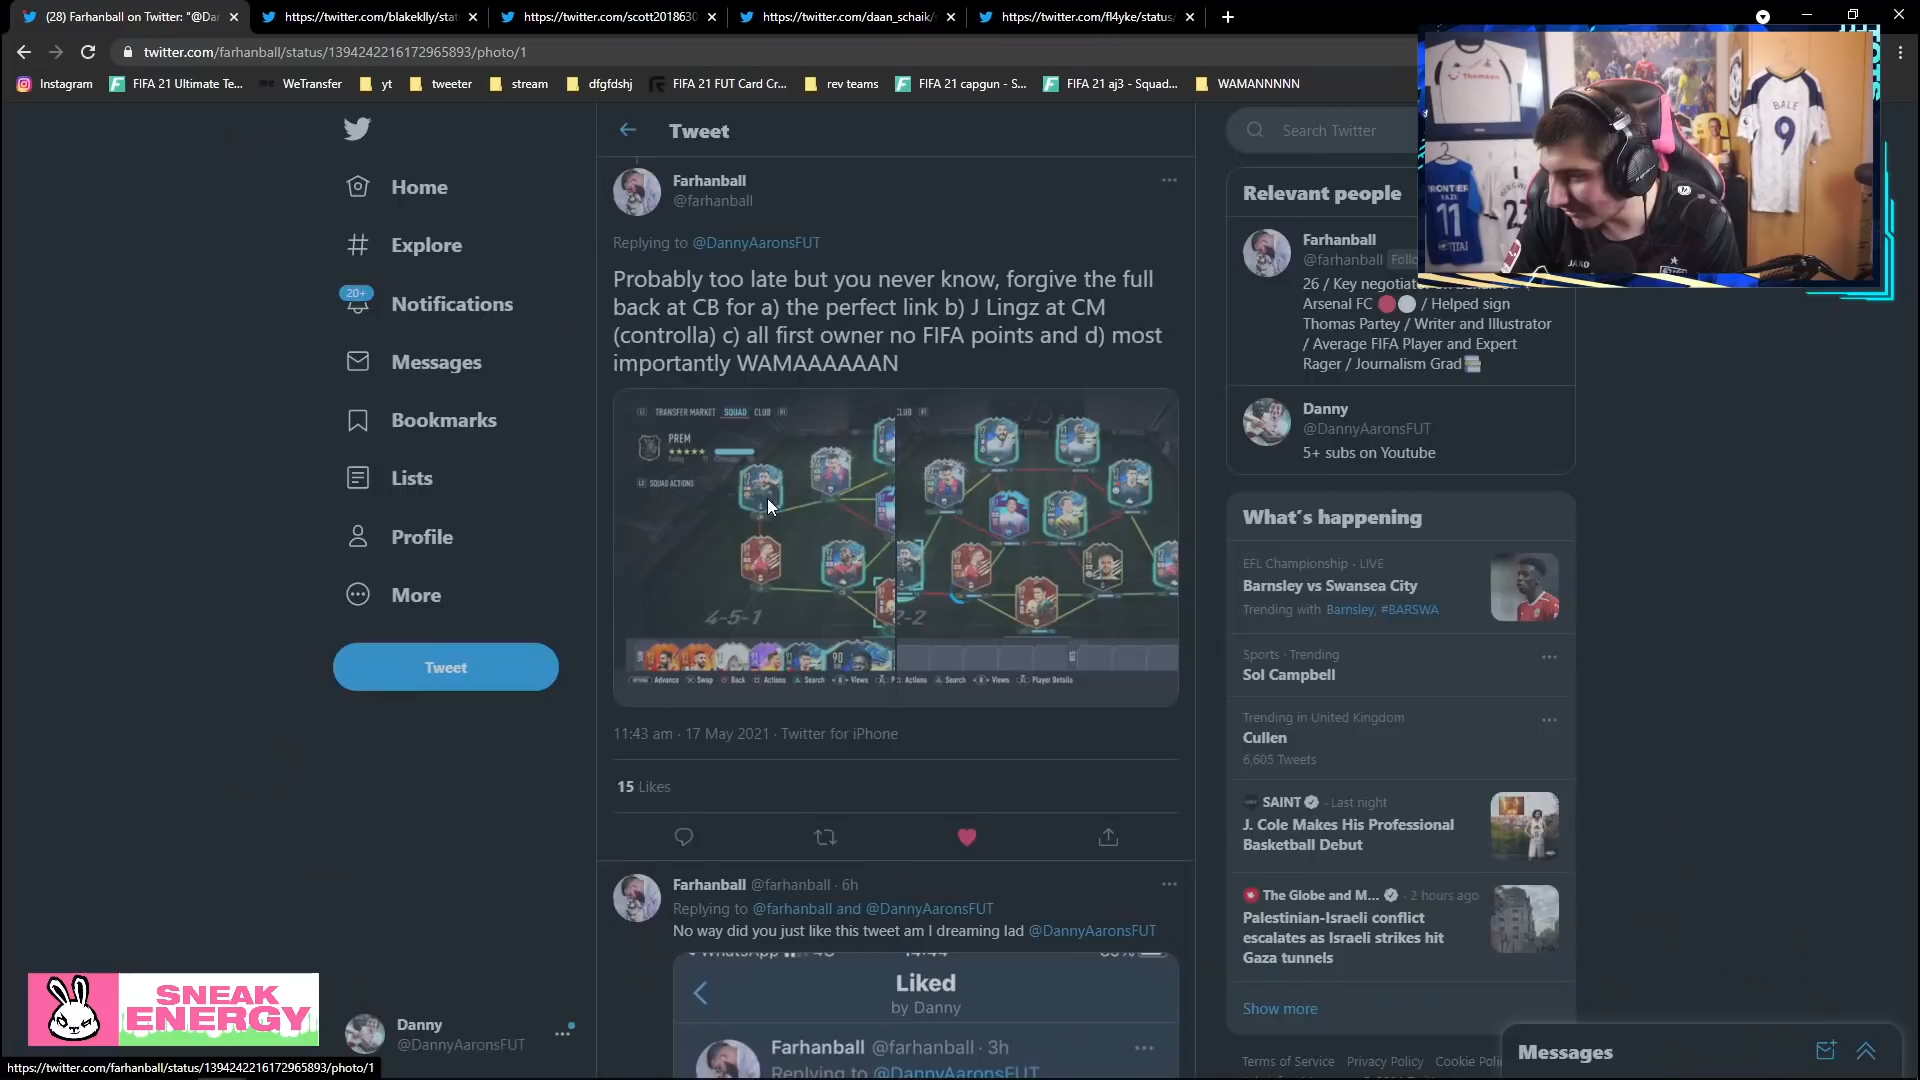 (28) Farhanball on Twitter: "@Da
https://twitter.com/blakeklly/stat
https://twitter.com/scott2018630
https://twitter.com/daan_schaik/s
https://twitter.com/fl4yke/status/
twitter.com/farhanball/status/1394242216172965893/photo/1
Instagram
FIFA 21 Ultimate Te...
WeTransfer
yt
tweeter
stream
dfgfdshj
FIFA 21 FUT Card Cr...
rev teams
FIFA 21 capgun - S...
FIFA 21 aj3 - Squad...
WAMANNNNN
Home
Explore
20+
Notifications
Messages
Bookmarks
Lists
Profile
More
Tweet
SNEAK
ENERGY
Danny
@DannyAaronsFUT
https://twitter.com/farhanball/status/1394242216172965893/photo/1
Tweet
Farhanball
@farhanball
Replying to @DannyAaronsFUT
Probably too late but you never know, forgive the full
back at CB for a) the perfect link b) J Lingz at CM
(controlla) c) all first owner no FIFA points and d) most
importantly WAMAAAAAAN
TRANSFER MARKET SQUAD CLUB
PREM
SQUAD ACTIONS
4-5-1
Advance Swap Back Actions Search Views
Actions Search Views Player Details
11:43 am · 17 May 2021 · Twitter for iPhone
15 Likes
Farhanball @farhanball · 6h
Replying to @farhanball and @DannyAaronsFUT
No way did you just like this tweet am I dreaming lad @DannyAaronsFUT
Liked
by Danny
Farhanball @farhanball · 3h
Replying to @DannyAaronsFUT
Search Twitter
Relevant people
Farhanball
@farhanball
26 / Key negotiator
Arsenal FC / Helped sign
Thomas Partey / Writer and Illustrator
/ Average FIFA Player and Expert
Rager / Journalism Grad
Danny
@DannyAaronsFUT
5+ subs on Youtube
What's happening
EFL Championship · LIVE
Barnsley vs Swansea City
Trending with Barnsley, #BARSWA
Sports · Trending
Sol Campbell
Trending in United Kingdom
Cullen
6,605 Tweets
SAINT · Last night
J. Cole Makes His Professional
Basketball Debut
The Globe and M... · 2 hours ago
Palestinian-Israeli conflict
escalates as Israeli strikes hit
Gaza tunnels
Show more
Terms of Service Privacy Policy Cookie Poli
Messages
Thomson
BALE
9
11
JAKO